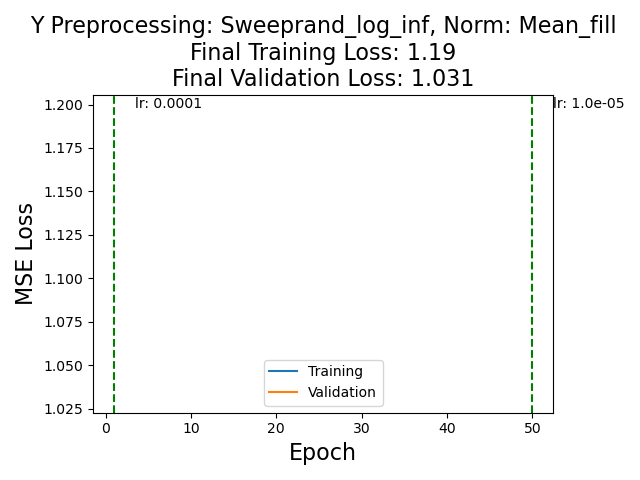 Y Preprocessing: Sweeprand_log_inf, Norm: Mean_fill
Final Training Loss: 1.19
Final Validation Loss: 1.031
lr: 0.0001
lr: 1.0e-05
1.200
1.175
1.150
1.125
1.100
1.075
1.050
1.025
MSE Loss
Training
Validation
0 10 20 30 40 50
Epoch